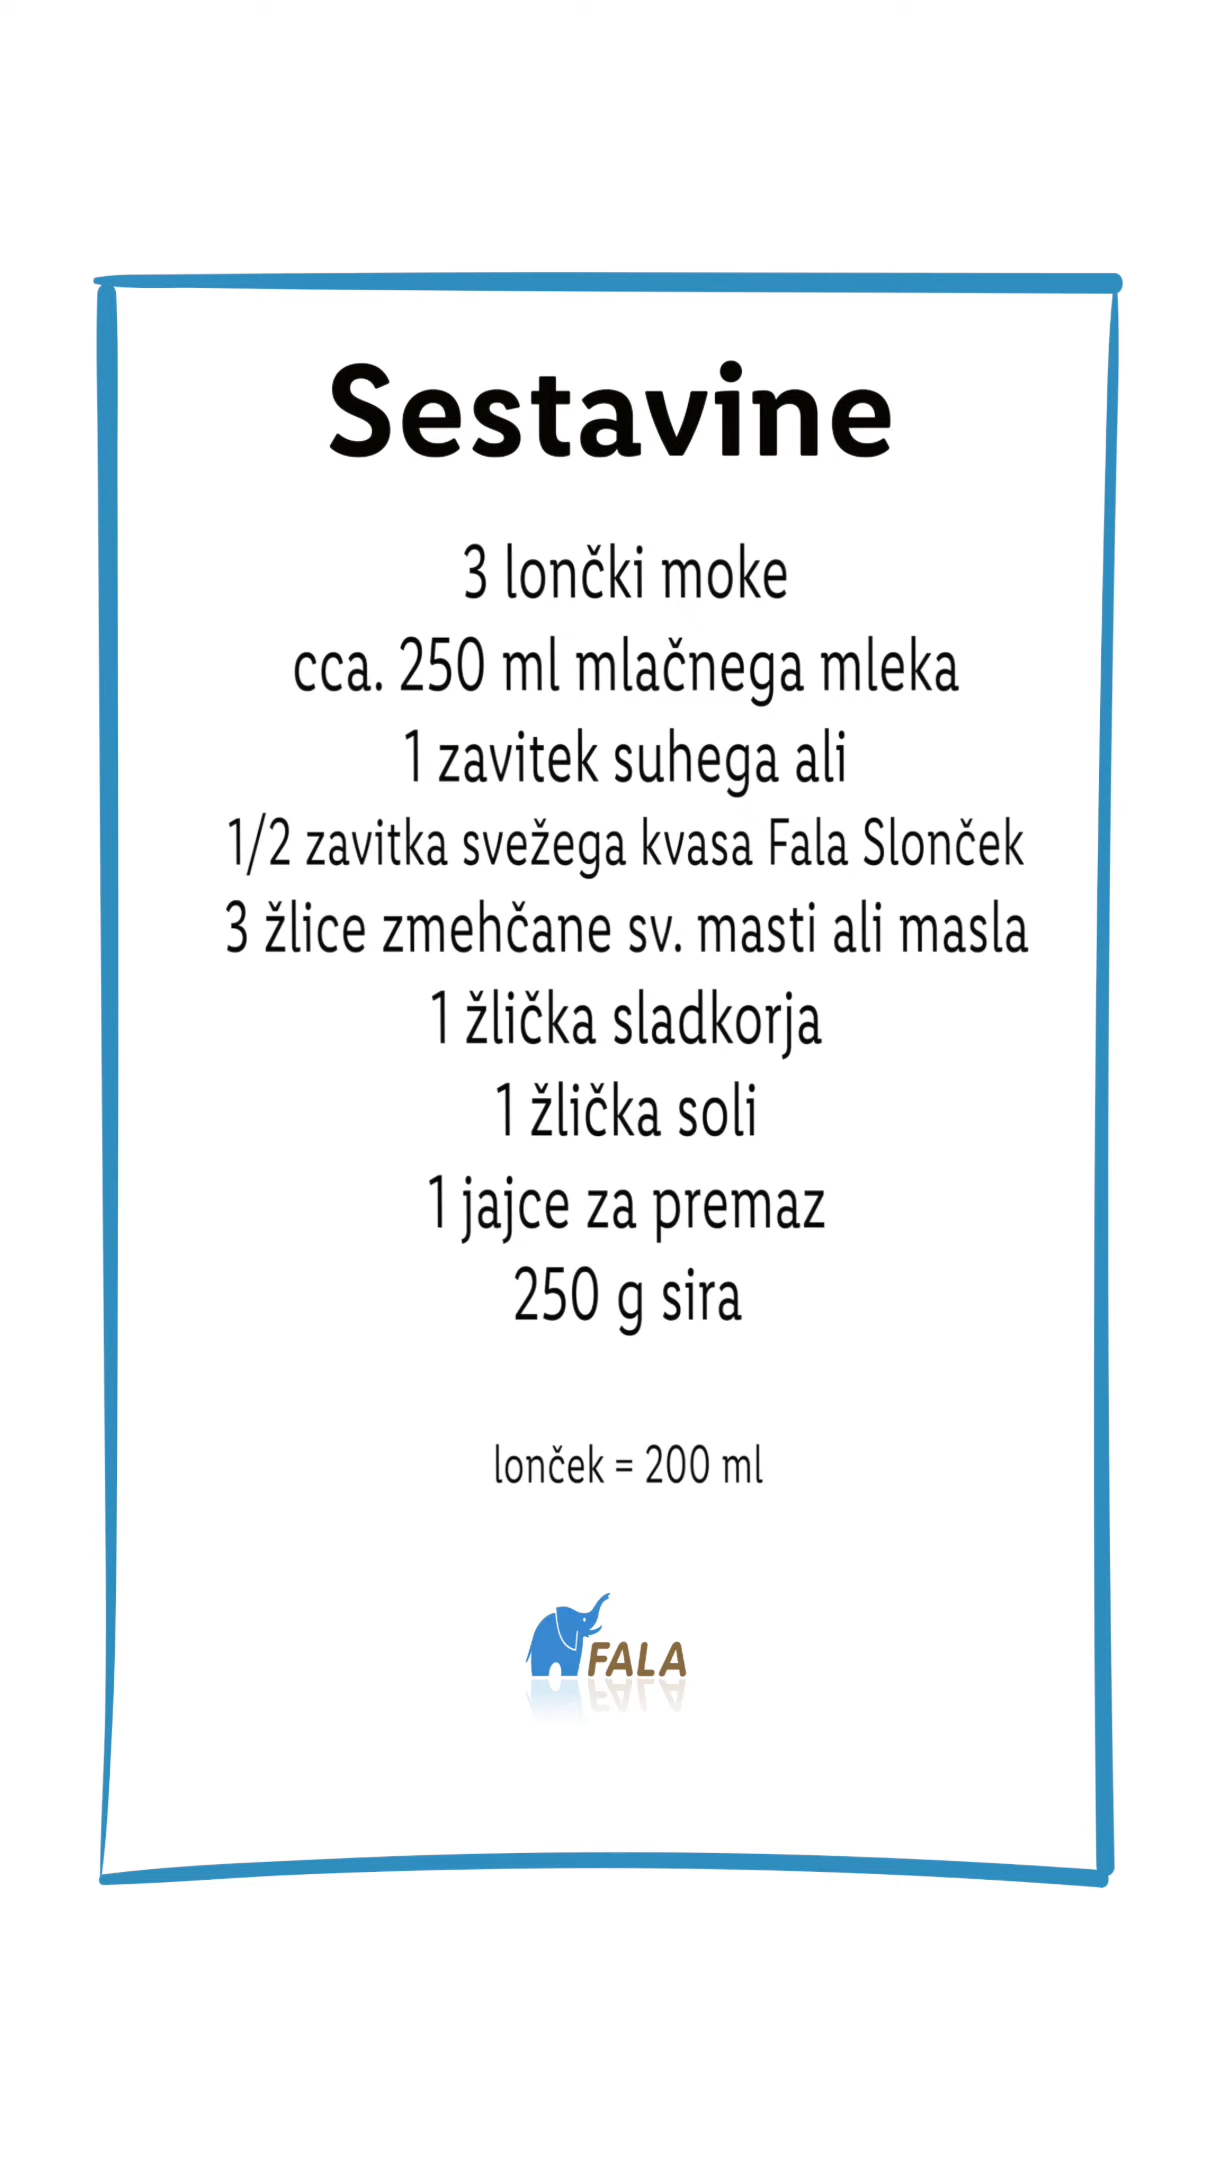 Sestavine
3 lončki moke
cca. 250 ml mlačnega mleka
1 zavitek suhega ali
1/2 zavitka svežega kvasa Fala Slonček
3 žlice zmehčane sv. masti ali masla
1 žlička sladkorja
1 žlička soli
1 jajce za premaz
250 g sira
lonček = 200 ml
FALA